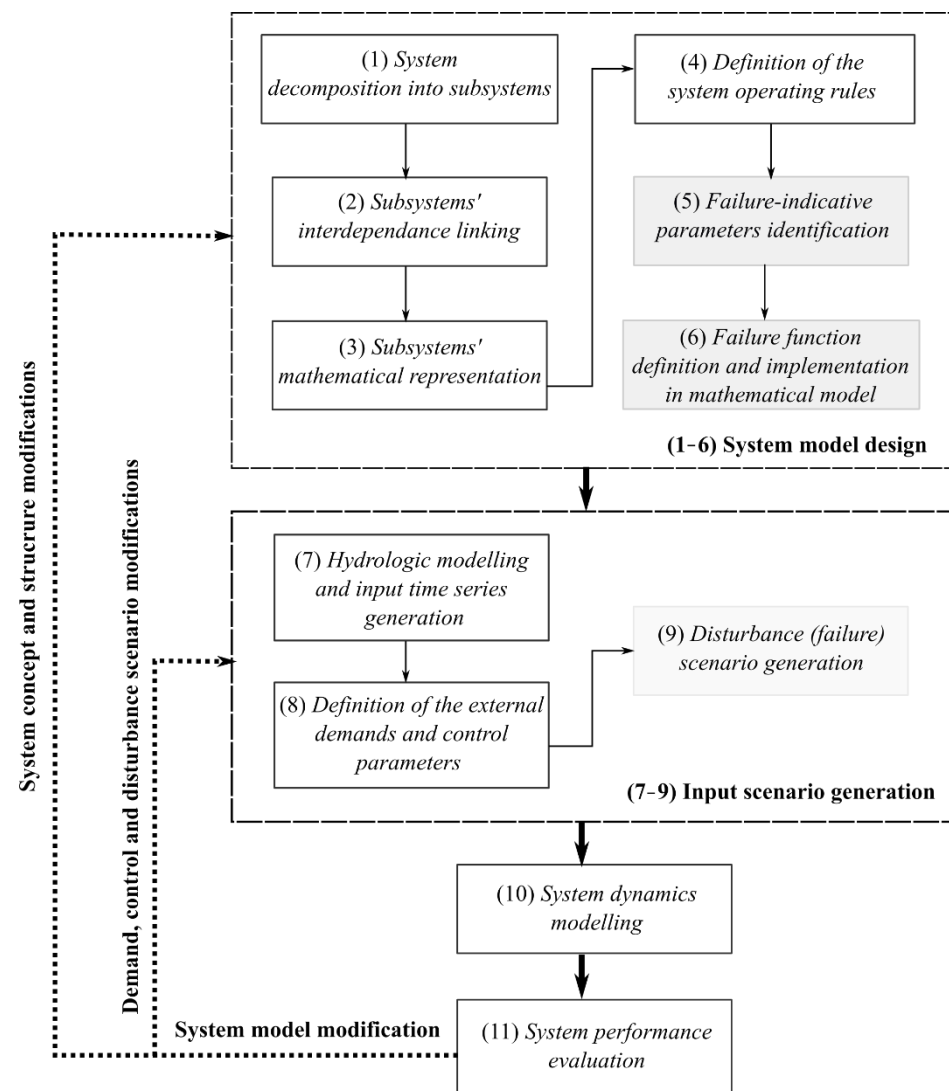 (1) System
decomposition into subsystems
(2) Subsystems'
interdependance linking
(3) Subsystems'
mathematical representation
(4) Definition of the
system operating rules
(5) Failure-indicative
parameters identification
(6) Failure function
definition and implementation
in mathematical model
(1-6) System model design
(7) Hydrologic modelling
and input time series
generation
(8) Definition of the external
demands and control
parameters
(9) Disturbance (failure)
scenario generation
(7-9) Input scenario generation
(10) System dynamics
modelling
(11) System performance
evaluation
System model modification
Demand, control and disturbance scenario modifications
System concept and strucrure modifications